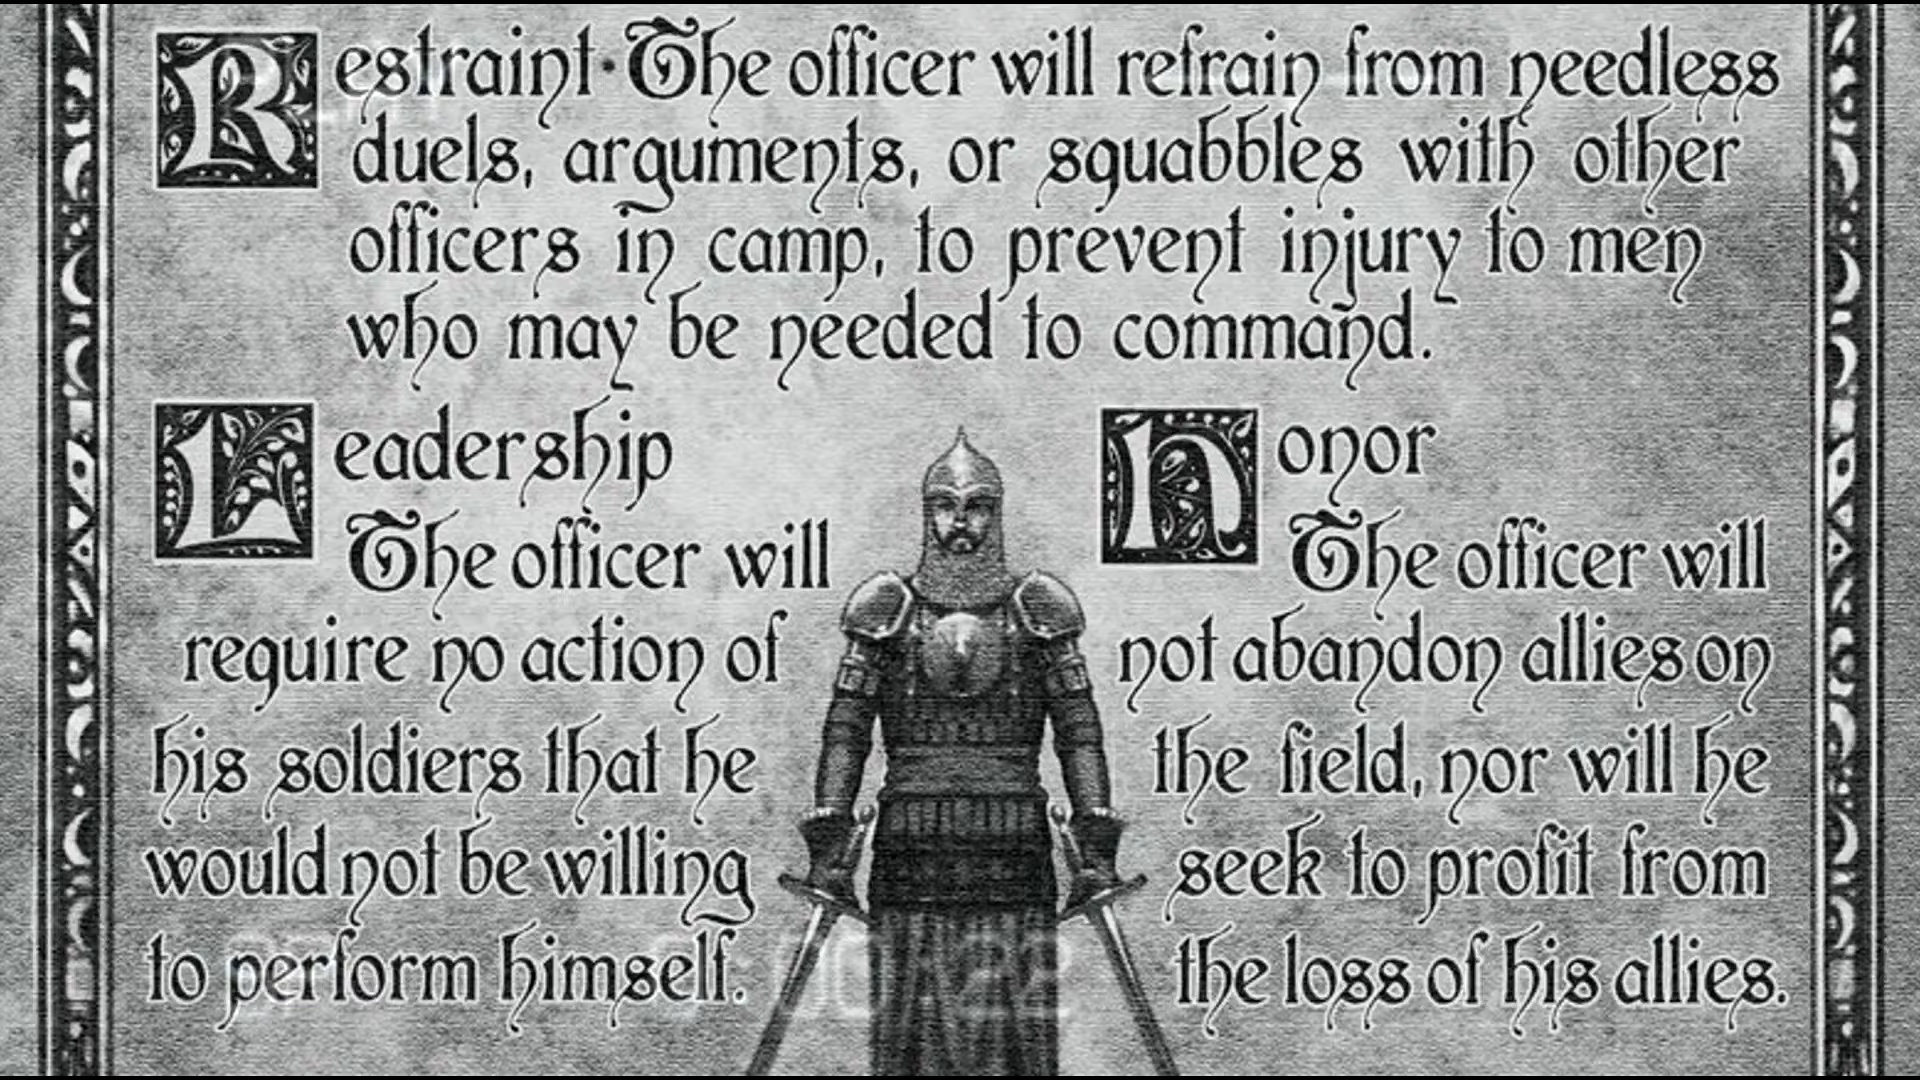 Restraint · The officer will refrain from needless
duels, arguments, or squabbles with other
officers in camp, to prevent injury to men
who may be needed to command.
Leadership
The officer will
require no action of
his soldiers that he
would not be willing
to perform himself.
Honor
The officer will
not abandon allies on
the field, nor will he
seek to profit from
the loss of his allies.